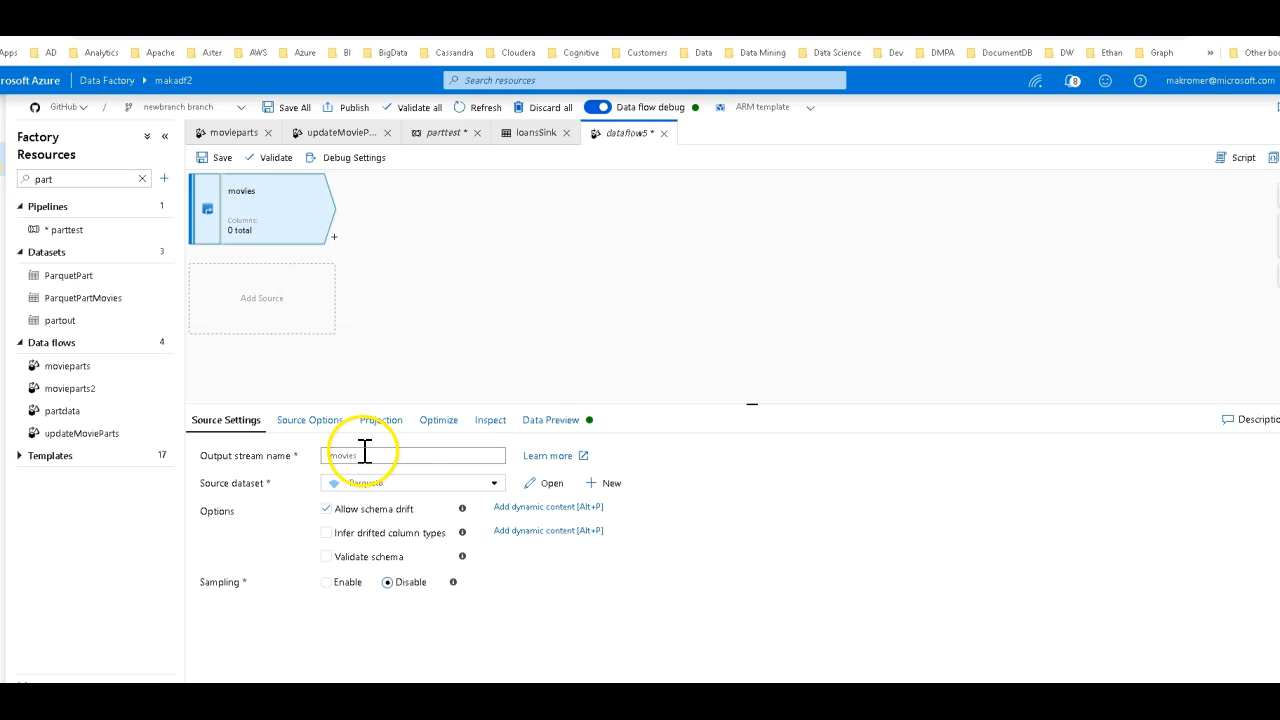 Apps AD Analytics Apache Aster AWS Azure BI BigData Cassandra Cloudera Cognitive Customers Data Data Mining Data Science Dev DMPA DocumentDB DW Ethan Graph » Other boo
rosoft Azure Data Factory makadf2 Search resources 8 makromer@microsoft.com
GitHub / newbranch branch Save All Publish Validate all Refresh Discard all Data flow debug ARM template
Factory
Resources
movieparts updateMovieP... parttest * loansSink dataflow5 *
Save Validate Debug Settings Script
part
Pipelines 1
* parttest
Datasets 3
ParquetPart
ParquetPartMovies
partout
Data flows 4
movieparts
movieparts2
partdata
updateMovieParts
Templates 17
movies
Columns:
0 total
+
Add Source
Source Settings Source Options Projection Optimize Inspect Data Preview Descriptio
Output stream name * movies Learn more
Source dataset * Open New
Options Allow schema drift Add dynamic content [Alt+P]
Infer drifted column types Add dynamic content [Alt+P]
Validate schema
Sampling * Enable Disable